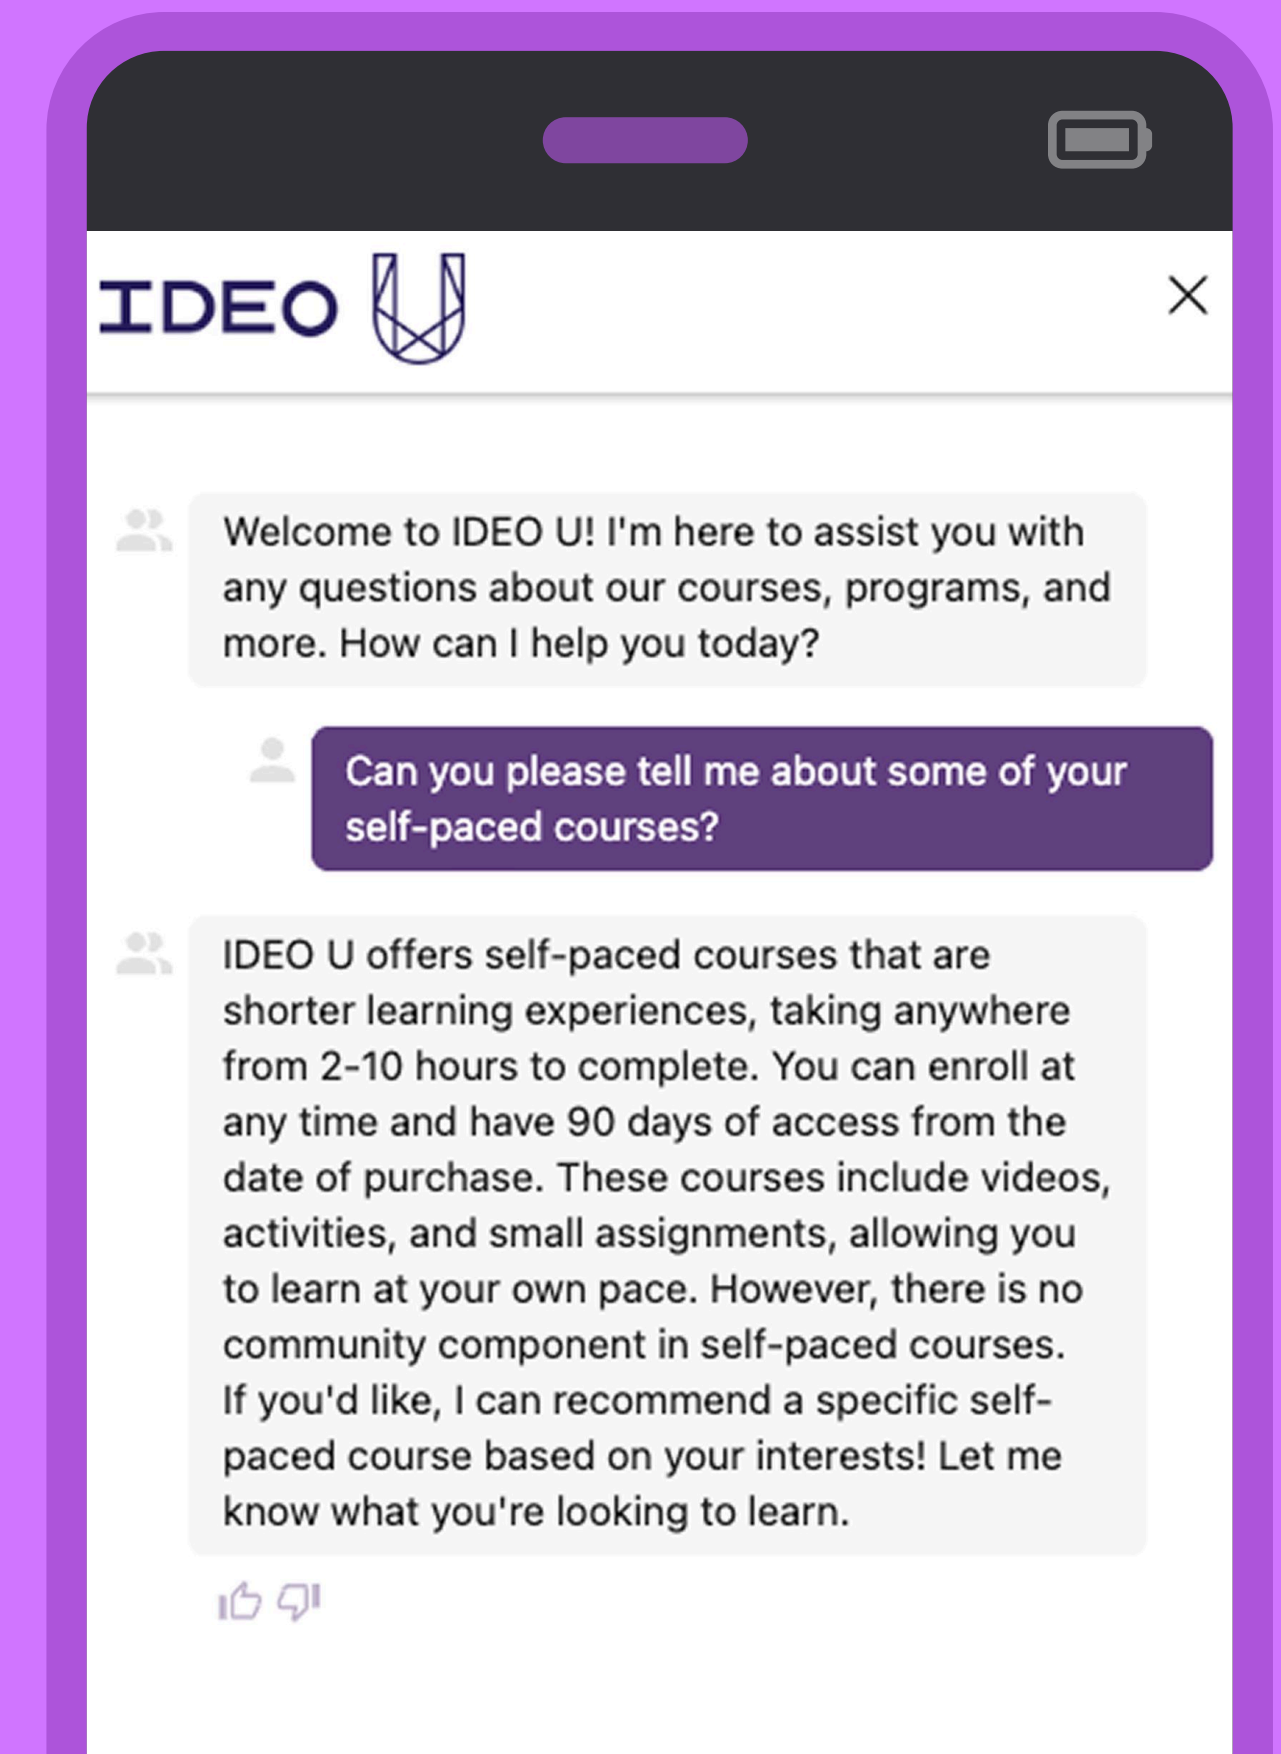 IDEO U
Welcome to IDEO U! I'm here to assist you with
any questions about our courses, programs, and
more. How can I help you today?
Can you please tell me about some of your
self-paced courses?
IDEO U offers self-paced courses that are
shorter learning experiences, taking anywhere
from 2-10 hours to complete. You can enroll at
any time and have 90 days of access from the
date of purchase. These courses include videos,
activities, and small assignments, allowing you
to learn at your own pace. However, there is no
community component in self-paced courses.
If you'd like, I can recommend a specific self-
paced course based on your interests! Let me
know what you're looking to learn.